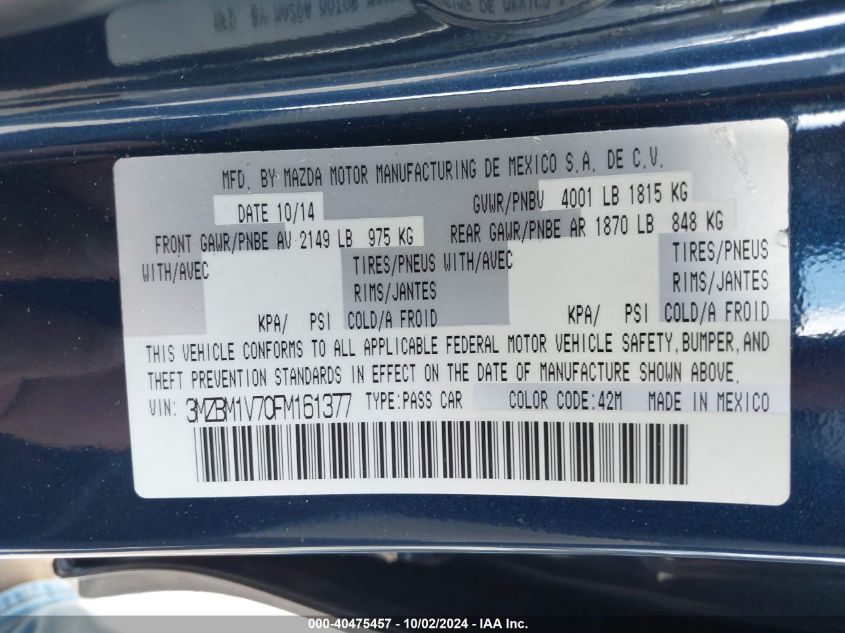 MFD. BY MAZDA MOTOR MANUFACTURING DE MEXICO S.A. DE C.V.
DATE 10/14 GVWR/PNBV 4001 LB 1815 KG
FRONT GAWR/PNBE AV 2149 LB 975 KG REAR GAWR/PNBE AR 1870 LB 848 KG
WITH/AVEC TIRES/PNEUS WITH/AVEC TIRES/PNEUS
RIMS/JANTES RIMS/JANTES
KPA/ PSI COLD/A FROID KPA/ PSI COLD/A FROID
THIS VEHICLE CONFORMS TO ALL APPLICABLE FEDERAL MOTOR VEHICLE SAFETY, BUMPER, AND
THEFT PREVENTION STANDARDS IN EFFECT ON THE DATE OF MANUFACTURE SHOWN ABOVE.
VIN: 3MZBM1V70FM161377 TYPE:PASS CAR COLOR CODE:42M MADE IN MEXICO
000-40475457 - 10/02/2024 - IAA Inc.